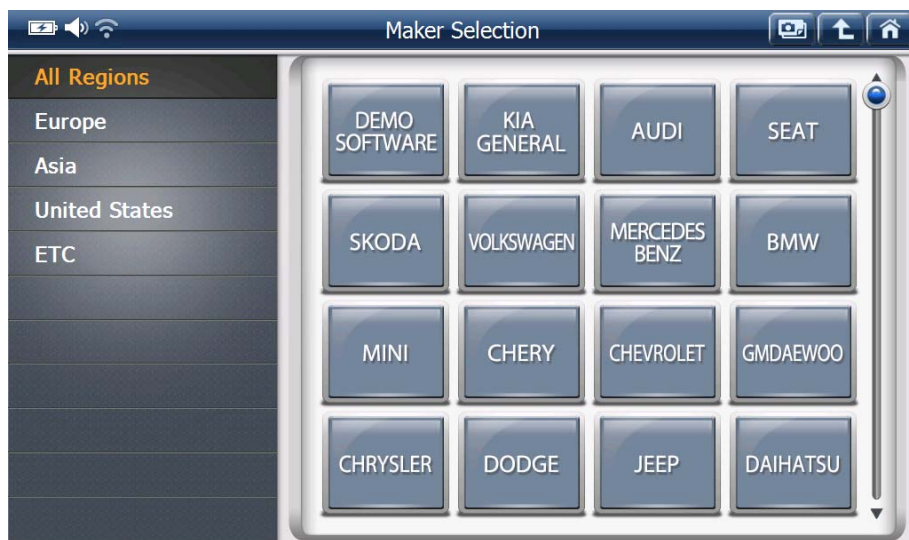 Maker Selection
All Regions
Europe
Asia
United States
ETC
DEMO
SOFTWARE
KIA
GENERAL
AUDI
SEAT
SKODA
VOLKSWAGEN
MERCEDES
BENZ
BMW
MINI
CHERY
CHEVROLET
GMDAEWOO
CHRYSLER
DODGE
JEEP
DAIHATSU